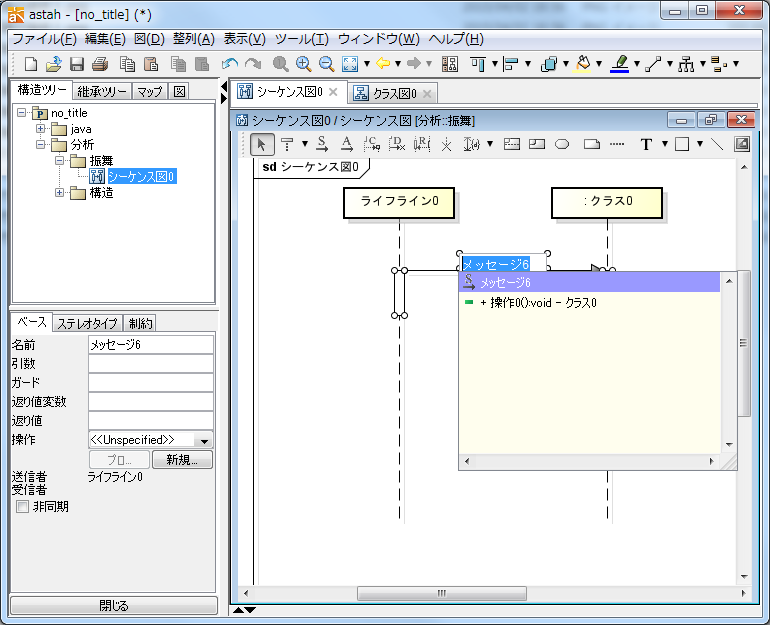 astah - [no_title] (*)
ファイル(F) 編集(E) 図(D) 整列(A) 表示(V) ツール(T) ウィンドウ(W) ヘルプ(H)
構造ツリー 継承ツリー マップ 図
no_title
java
分析
振舞
シーケンス図0
構造
ベース ステレオタイプ 制約
名前 メッセージ6
引数
ガード
返り値変数
返り値
操作 <<Unspecified>>
プロ... 新規...
送信者 ライフライン0
受信者
非同期
閉じる
シーケンス図0 クラス図0
シーケンス図0 / シーケンス図 [分析::振舞]
sd シーケンス図0
ライフライン0 : クラス0
メッセージ6
メッセージ6
+ 操作0():void - クラス0